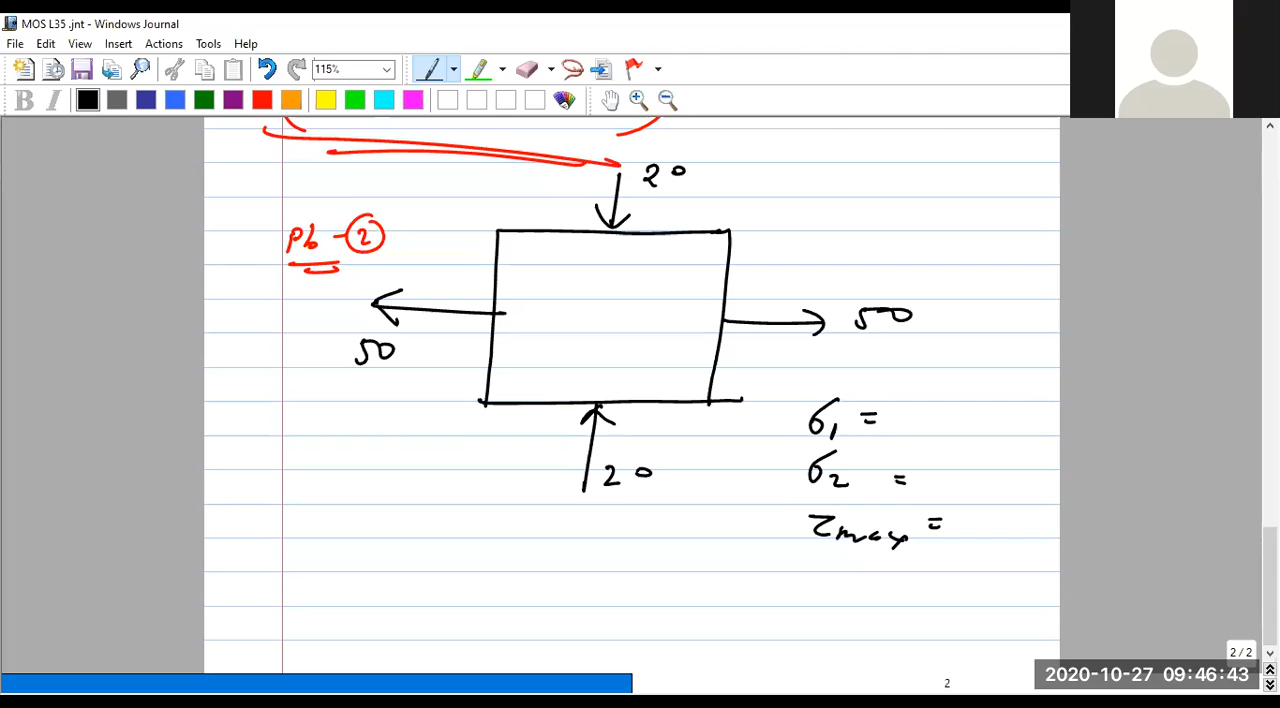 MOS L35 .jnt - Windows Journal
File Edit View Insert Actions Tools Help
115%
B I
20
Pb - 2
50
50
σ1 =
σ2 =
20
τmax =
2 / 2
2020-10-27 09:46:43
2